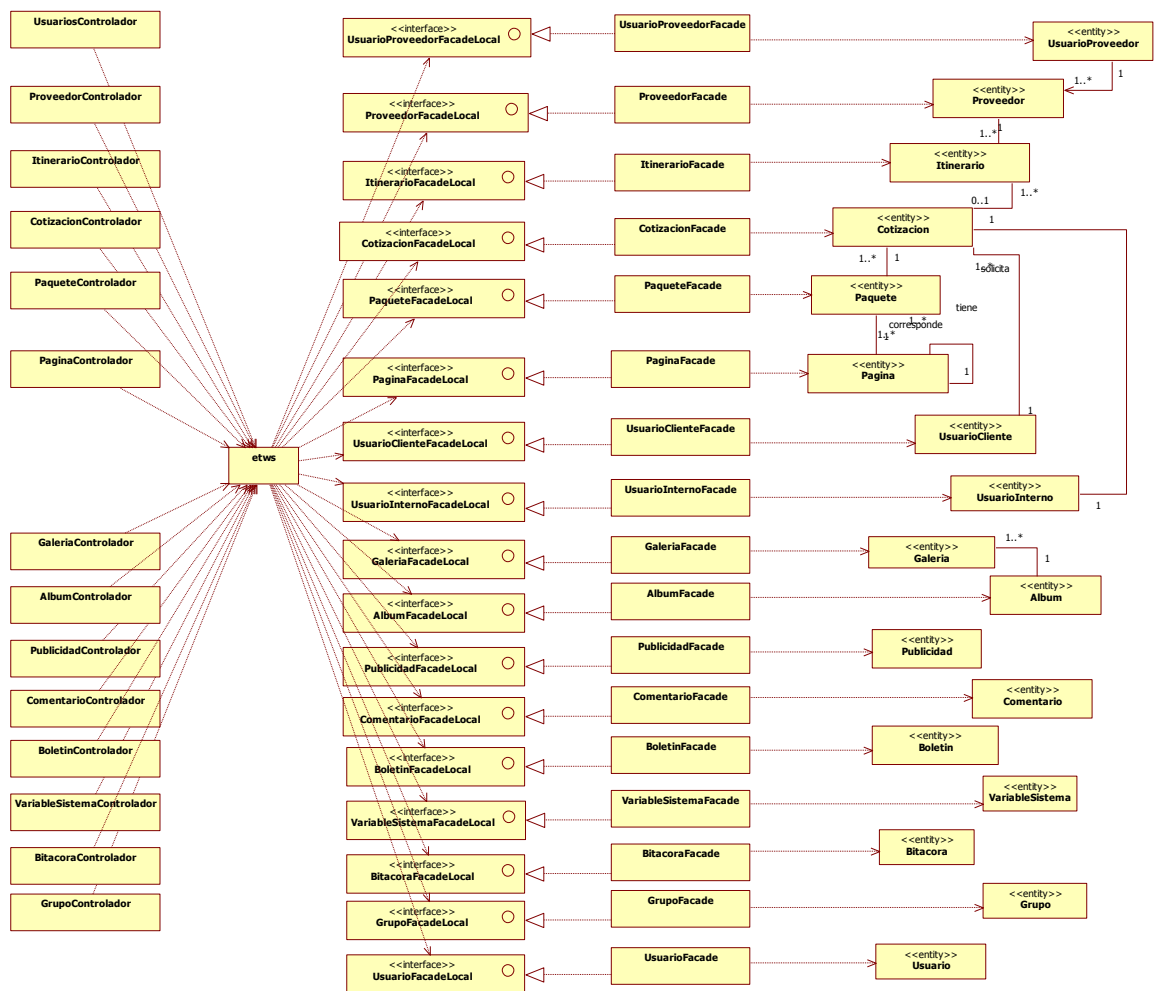 UsuariosControlador
ProveedorControlador
ItinerarioControlador
CotizacionControlador
PaqueteControlador
PaginaControlador
etws
GaleriaControlador
AlbumControlador
PublicidadControlador
ComentarioControlador
BoletinControlador
VariableSistemaControlador
BitacoraControlador
GrupoControlador
<<interface>>
UsuarioProveedorFacadeLocal
<<interface>>
ProveedorFacadeLocal
<<interface>>
ItinerarioFacadeLocal
<<interface>>
CotizacionFacadeLocal
<<interface>>
PaqueteFacadeLocal
<<interface>>
PaginaFacadeLocal
<<interface>>
UsuarioClienteFacadeLocal
<<interface>>
UsuarioInternoFacadeLocal
<<interface>>
GaleriaFacadeLocal
<<interface>>
AlbumFacadeLocal
<<interface>>
PublicidadFacadeLocal
<<interface>>
ComentarioFacadeLocal
<<interface>>
BoletinFacadeLocal
<<interface>>
VariableSistemaFacadeLocal
<<interface>>
BitacoraFacadeLocal
<<interface>>
GrupoFacadeLocal
<<interface>>
UsuarioFacadeLocal
UsuarioProveedorFacade
ProveedorFacade
ItinerarioFacade
CotizacionFacade
PaqueteFacade
PaginaFacade
UsuarioClienteFacade
UsuarioInternoFacade
GaleriaFacade
AlbumFacade
PublicidadFacade
ComentarioFacade
BoletinFacade
VariableSistemaFacade
BitacoraFacade
GrupoFacade
UsuarioFacade
<<entity>>
UsuarioProveedor
1..*
1
<<entity>>
Proveedor
1..*
1
<<entity>>
Itinerario
1..*
0..1
<<entity>>
Cotizacion
1
1..*
1
1..*
solicita
<<entity>>
Paquete
tiene
1..*
corresponde
1..*
1
<<entity>>
Pagina
1
1
<<entity>>
UsuarioCliente
<<entity>>
UsuarioInterno
1
<<entity>>
Galeria
1..*
1
<<entity>>
Album
<<entity>>
Publicidad
<<entity>>
Comentario
<<entity>>
Boletin
<<entity>>
VariableSistema
<<entity>>
Bitacora
<<entity>>
Grupo
<<entity>>
Usuario